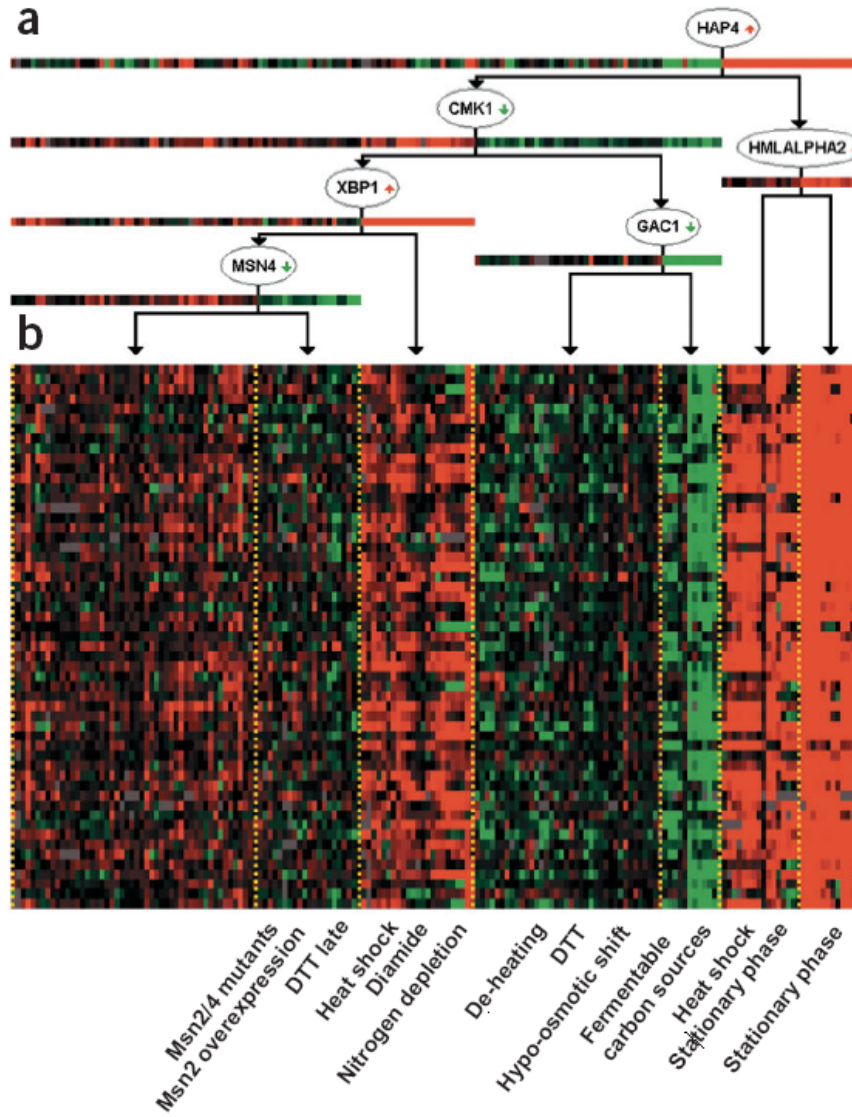 a
HAP4
CMK1
HMLALPHA2
XBP1
GAC1
MSN4
b
Msn2/4 mutants
Msn2 overexpression
DTT late
Heat shock
Diamide
Nitrogen depletion
De-heating
DTT
Hypo-osmotic shift
Fermentable
carbon sources
Heat shock
Stationary phase
Stationary phase